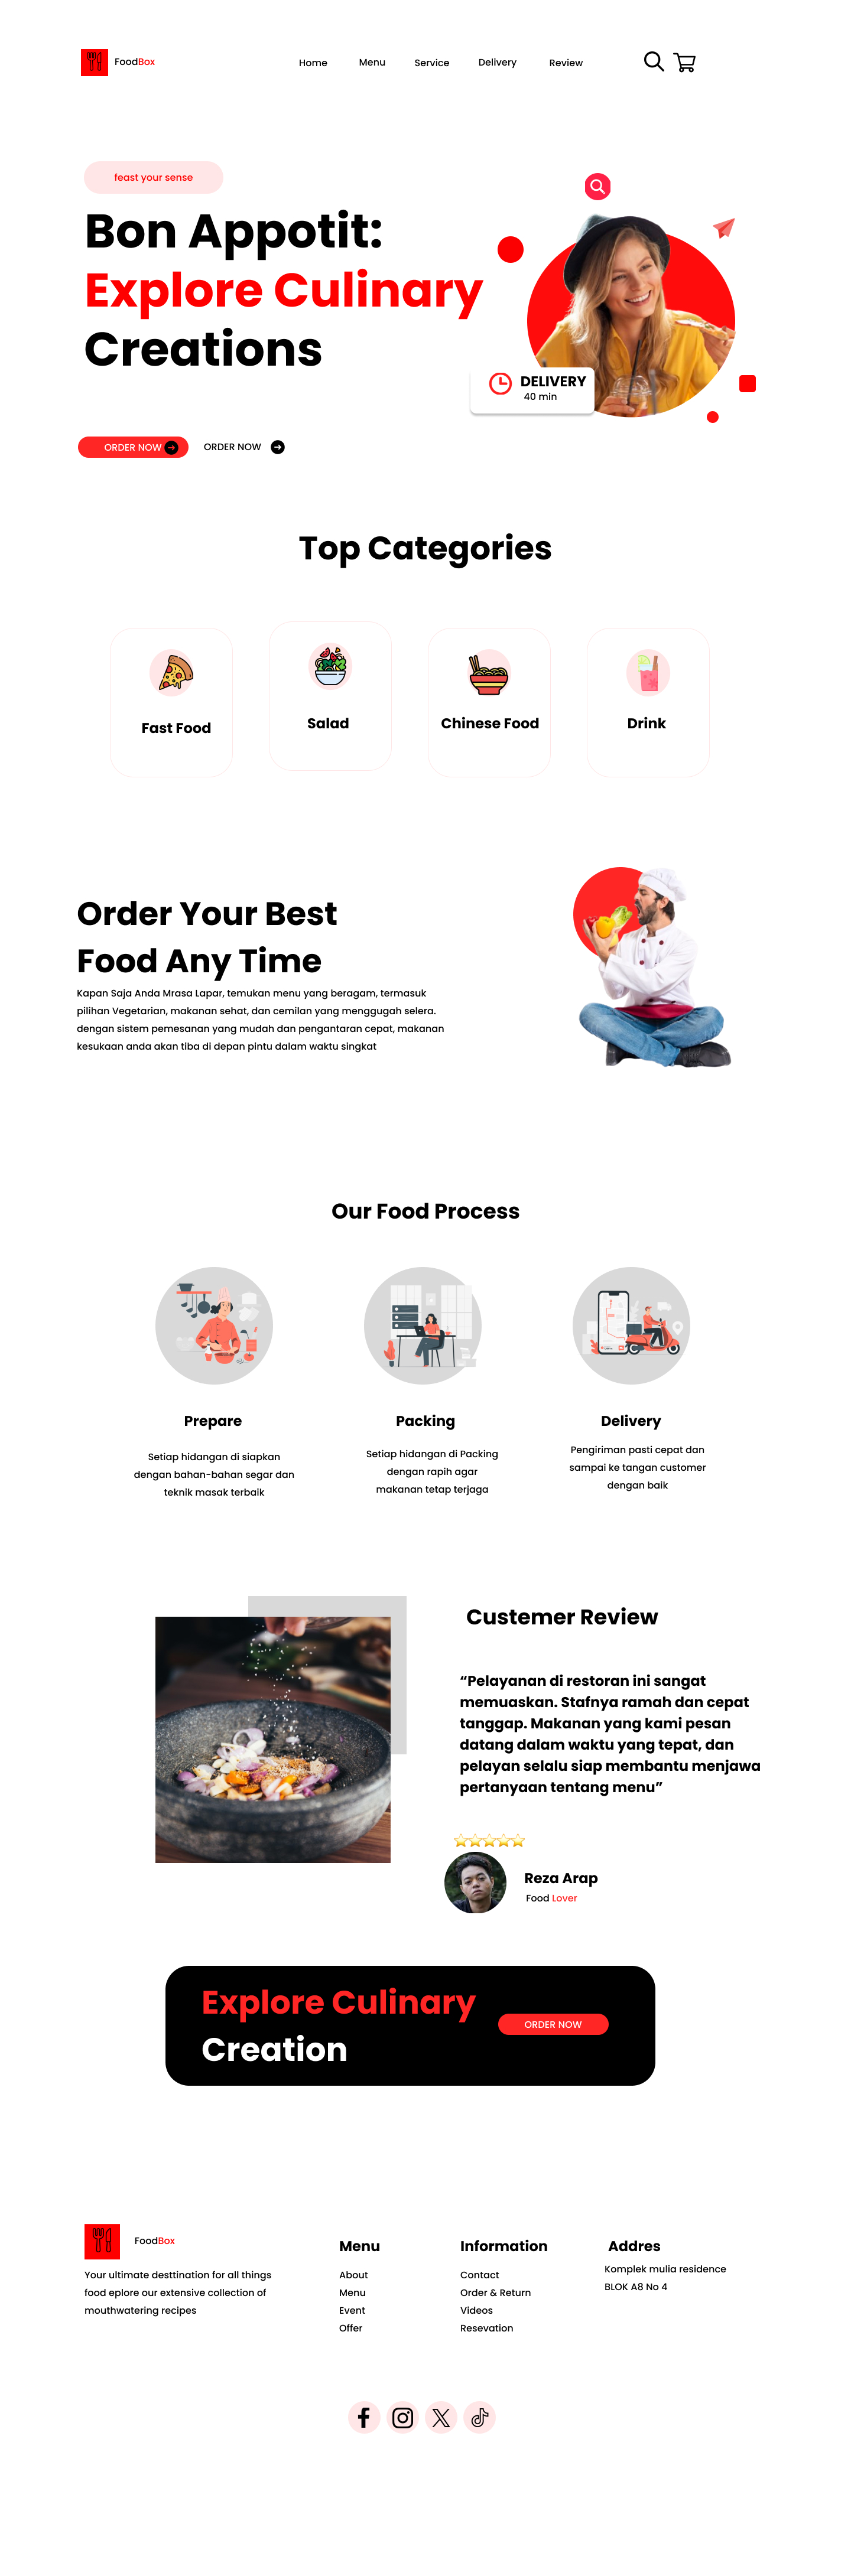 FoodBox
Home
Menu
Service
Delivery
Review
feast your sense
Bon Appotit:
Explore Culinary
Creations
DELIVERY
40 min
ORDER NOW
ORDER NOW
Top Categories
Fast Food
Salad
Chinese Food
Drink
Order Your Best
Food Any Time
Kapan Saja Anda Mrasa Lapar, temukan menu yang beragam, termasuk
pilihan Vegetarian, makanan sehat, dan cemilan yang menggugah selera.
dengan sistem pemesanan yang mudah dan pengantaran cepat, makanan
kesukaan anda akan tiba di depan pintu dalam waktu singkat
Our Food Process
Prepare
Setiap hidangan di siapkan
dengan bahan-bahan segar dan
teknik masak terbaik
Packing
Setiap hidangan di Packing
dengan rapih agar
makanan tetap terjaga
Delivery
Pengiriman pasti cepat dan
sampai ke tangan customer
dengan baik
Custemer Review
“Pelayanan di restoran ini sangat
memuaskan. Stafnya ramah dan cepat
tanggap. Makanan yang kami pesan
datang dalam waktu yang tepat, dan
pelayan selalu siap membantu menjawa
pertanyaan tentang menu”
Reza Arap
Food Lover
Explore Culinary
Creation
ORDER NOW
FoodBox
Your ultimate desttination for all things
food eplore our extensive collection of
mouthwatering recipes
Menu
About
Menu
Event
Offer
Information
Contact
Order & Return
Videos
Resevation
Addres
Komplek mulia residence
BLOK A8 No 4